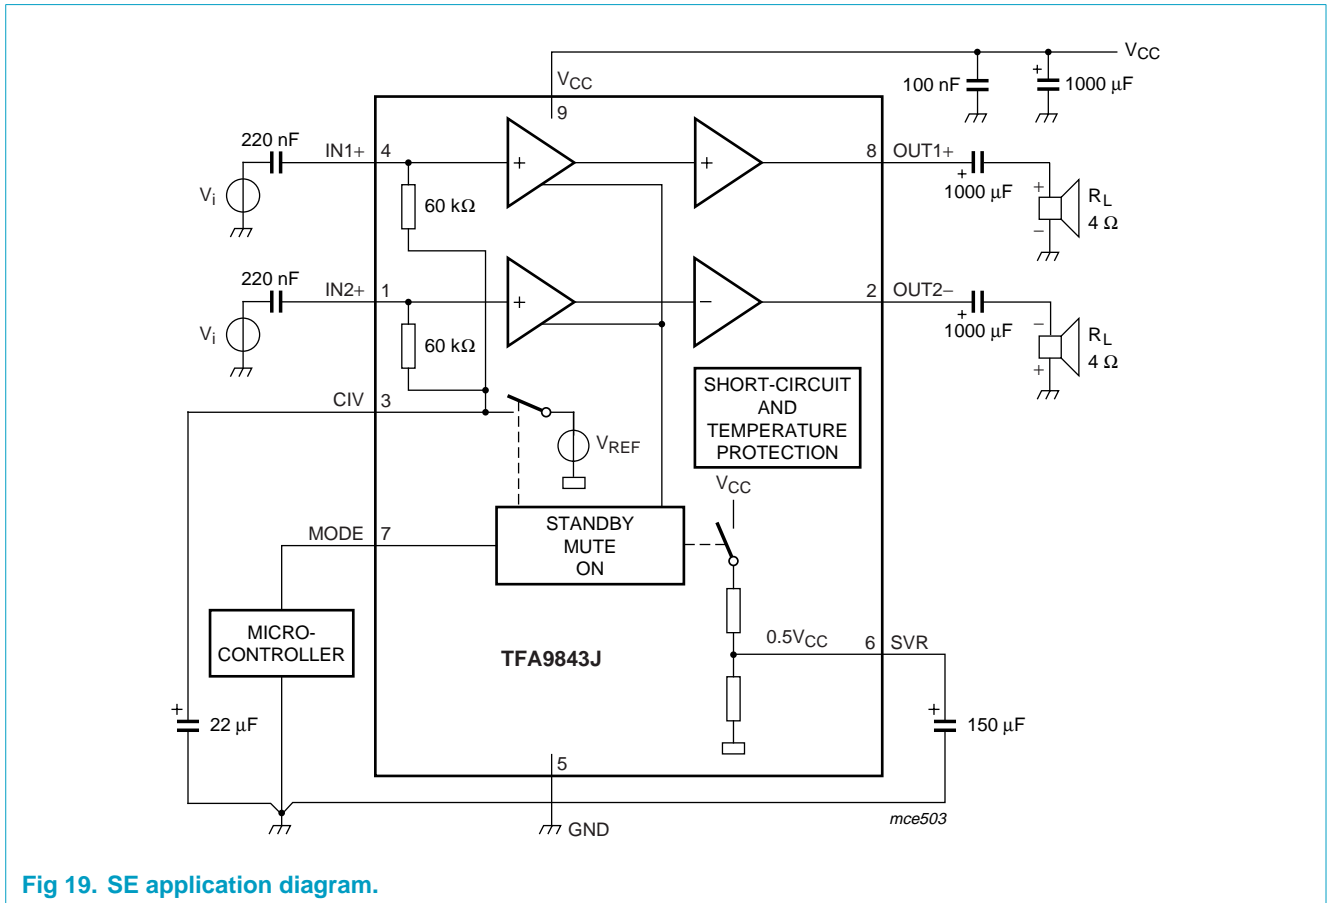 VCC
VCC
100 nF
+
1000 μF
9
220 nF
IN1+
4
+
+
8
OUT1+
Vi
60 kΩ
+
1000 μF
+
−
RL
4 Ω
220 nF
IN2+
1
+
−
2
OUT2−
Vi
60 kΩ
+
1000 μF
−
+
RL
4 Ω
CIV
3
VREF
SHORT-CIRCUIT
AND
TEMPERATURE
PROTECTION
VCC
MODE
7
STANDBY
MUTE
ON
MICRO-
CONTROLLER
TFA9843J
0.5VCC
6
SVR
+
22 μF
+
150 μF
5
GND
mce503
Fig 19. SE application diagram.